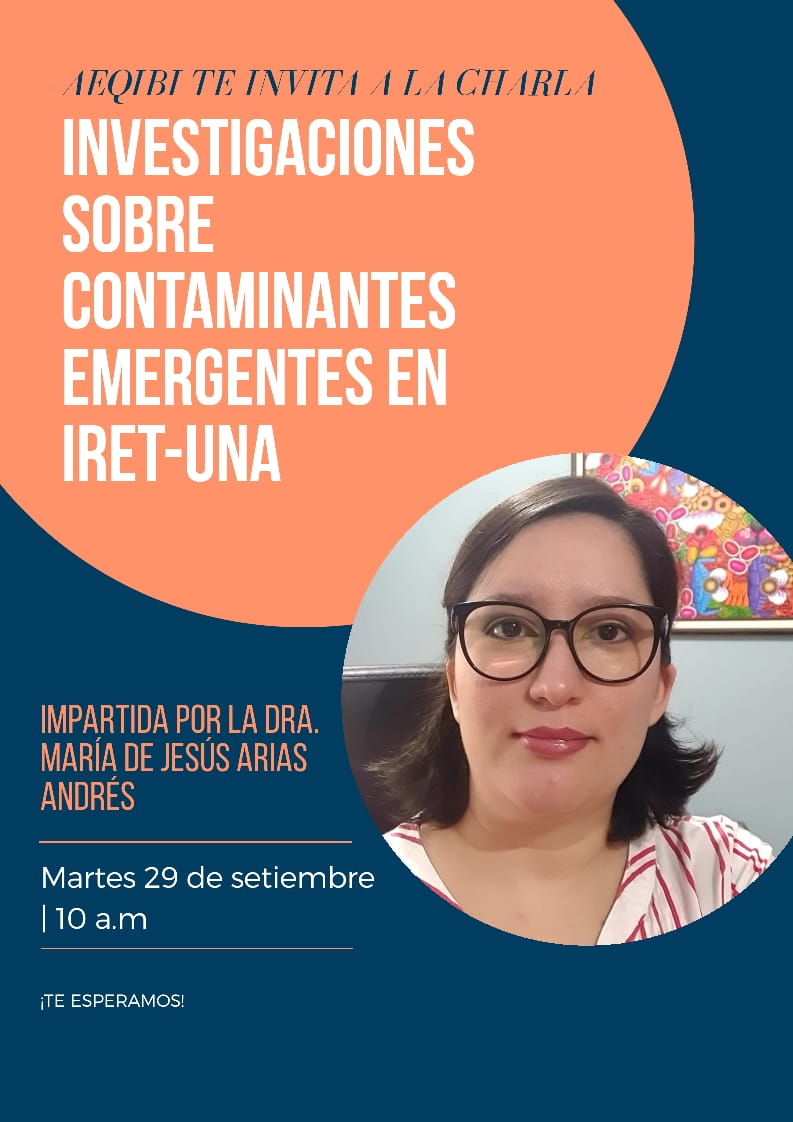 AEQIBI TE INVITA A LA CHARLA
INVESTIGACIONES
SOBRE
CONTAMINANTES
EMERGENTES EN
IRET-UNA
IMPARTIDA POR LA DRA.
MARÍA DE JESÚS ARIAS
ANDRÉS
Martes 29 de setiembre
| 10 a.m
¡TE ESPERAMOS!